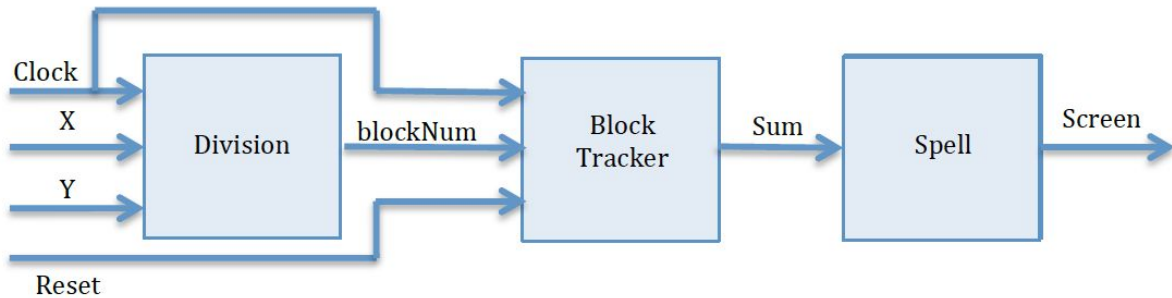 Clock
X
Y
Reset
Division
blockNum
Block
Tracker
Sum
Spell
Screen